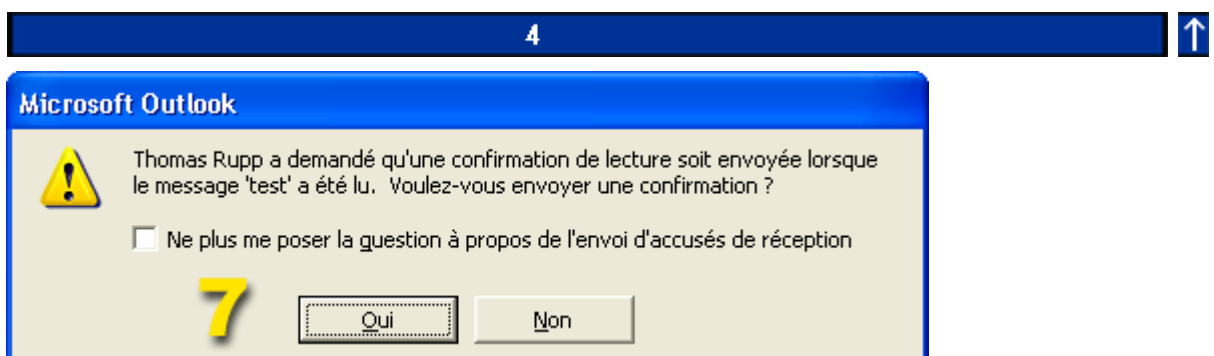 4
Microsoft Outlook
Thomas Rupp a demandé qu'une confirmation de lecture soit envoyée lorsque
le message 'test' a été lu.  Voulez-vous envoyer une confirmation ?
Ne plus me poser la question à propos de l'envoi d'accusés de réception
7 Oui Non